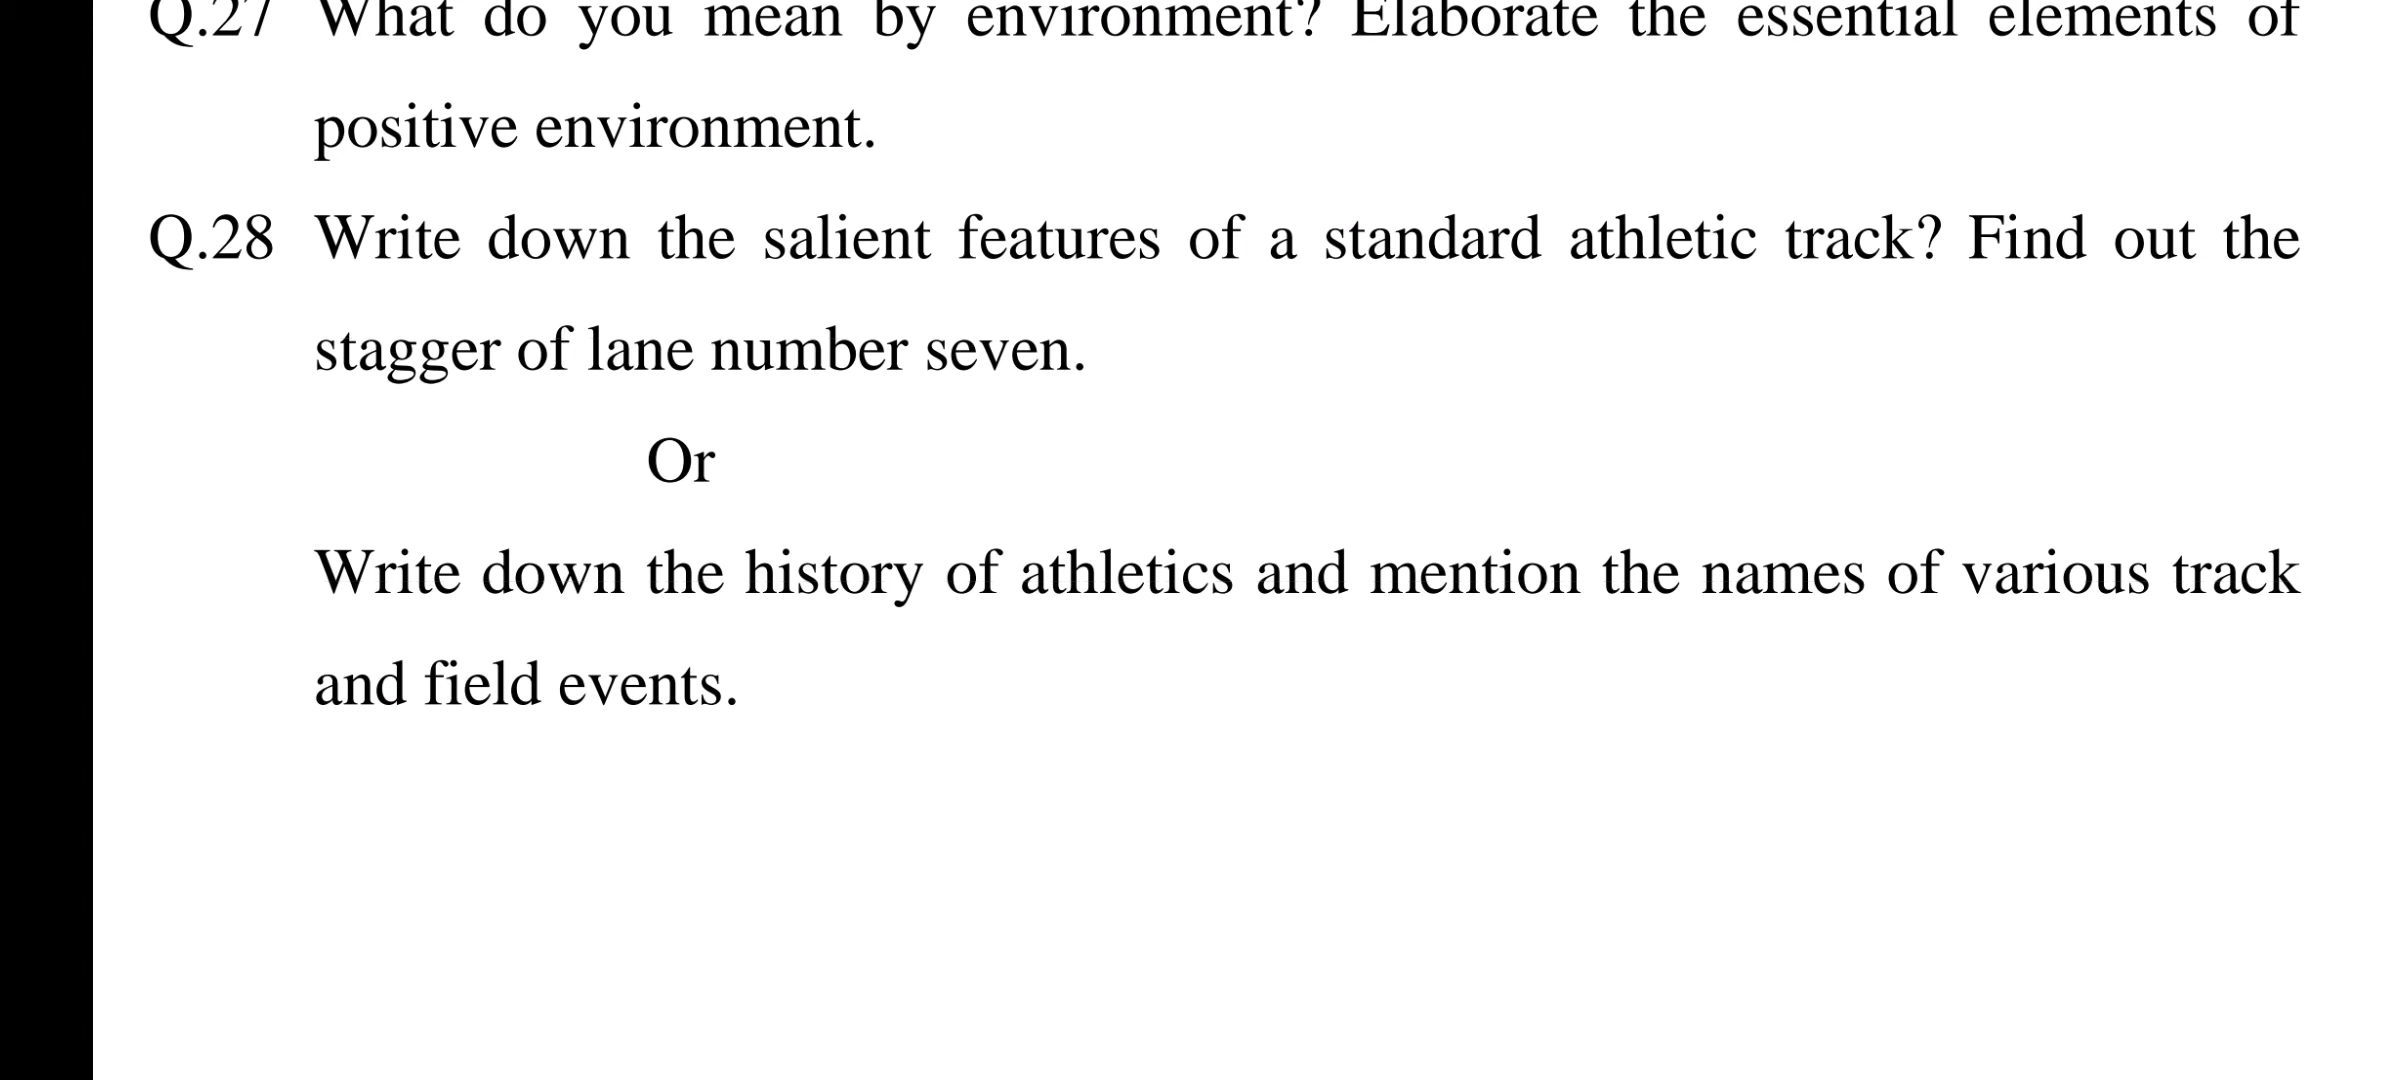 Q.27 What do you mean by environment? Elaborate the essential elements of
positive environment.
Q.28 Write down the salient features of a standard athletic track? Find out the
stagger of lane number seven.
Or
Write down the history of athletics and mention the names of various track
and field events.